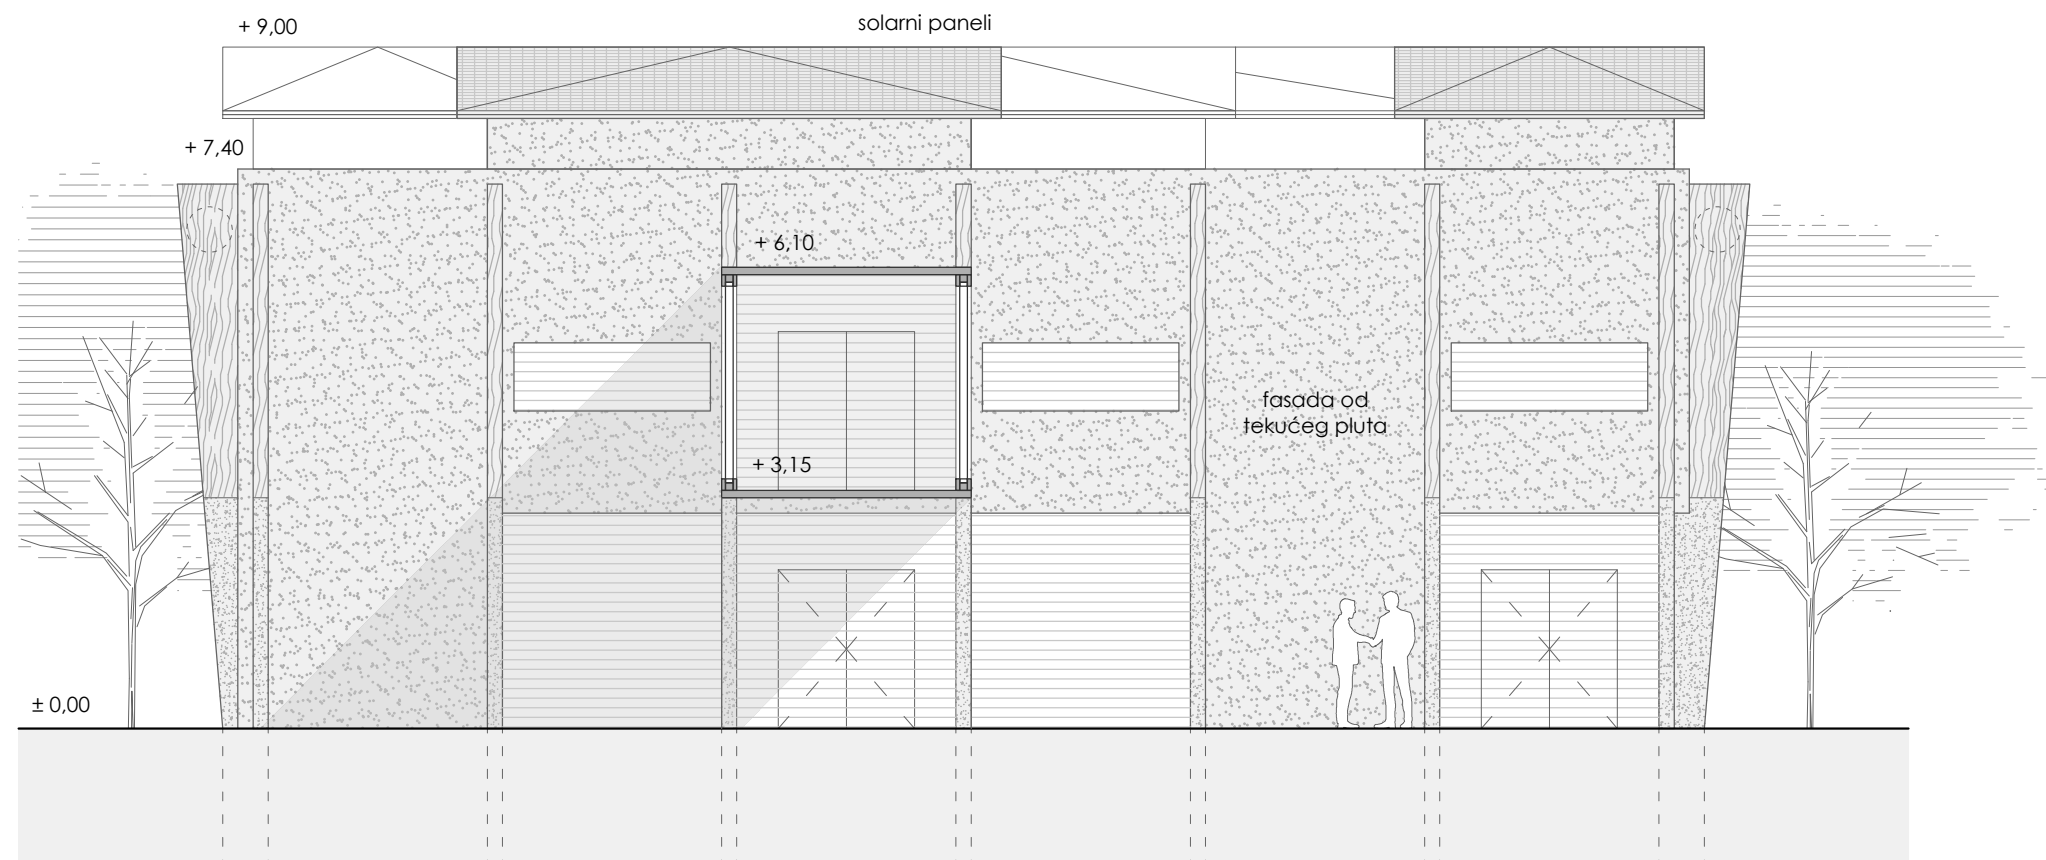 solarni paneli
+ 9,00
+ 7,40
+ 6,10
fasada od
tekućeg pluta
+ 3,15
± 0,00